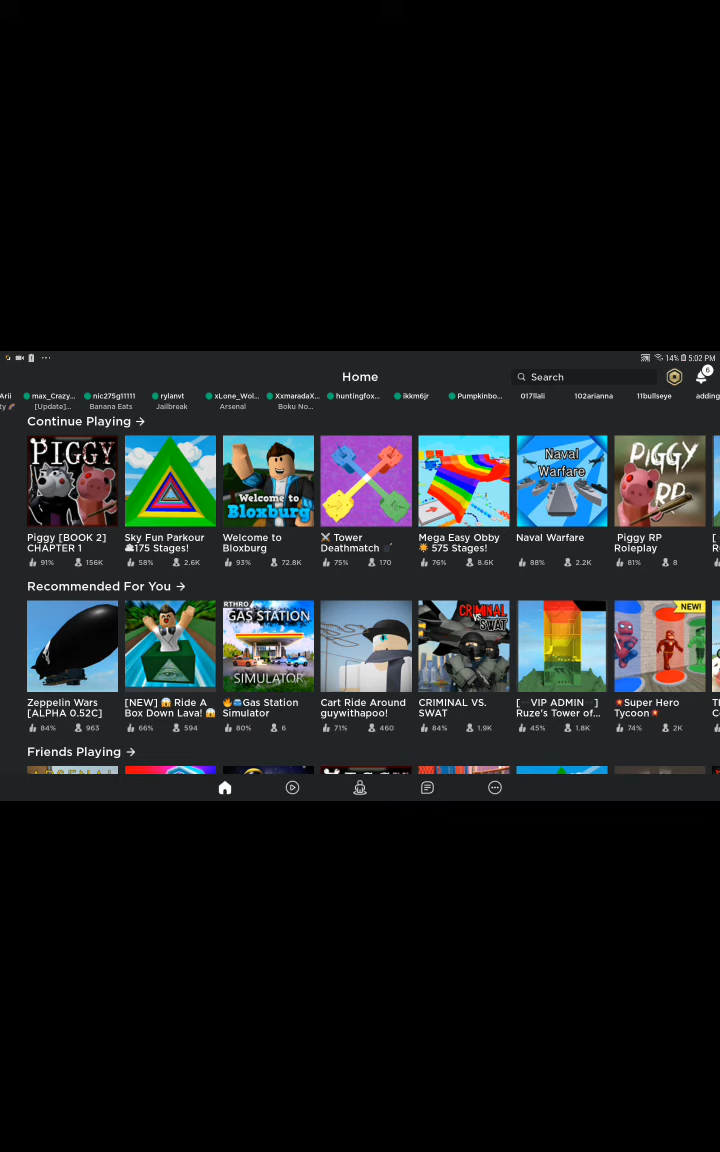 14% 5:02 PM
Home
Search
6
Arii
max_Crazy...
nic275g11111
rylanvt
xLone_Wol...
XxmaradaX...
huntingfox...
ikkm6jr
Pumpkinbo...
017llali
102arianna
11bullseye
adding
ty
[Update]...
Banana Eats
Jailbreak
Arsenal
Boku No...
Continue Playing →
PIGGY
Welcome to
Bloxburg
Naval
Warfare
PIGGY
RP
Piggy [BOOK 2]
CHAPTER 1
Sky Fun Parkour
175 Stages!
Welcome to
Bloxburg
Tower
Deathmatch
Mega Easy Obby
575 Stages!
Naval Warfare
Piggy RP
Roleplay
[
91% 156K
58% 2.6K
93% 72.8K
75% 170
76% 8.6K
88% 2.2K
81% 8
Recommended For You →
RTHRO
GAS STATION
SIMULATOR
CRIMINAL
VS
SWAT
NEW!
Zeppelin Wars
[ALPHA 0.52C]
[NEW] 😱 Ride A
Box Down Lava! 😱
🔥Gas Station
Simulator
Cart Ride Around
guywithapoo!
CRIMINAL VS.
SWAT
[ VIP ADMIN ]
Ruze's Tower of...
💥Super Hero
Tycoon💥
84% 963
66% 594
80% 6
71% 460
84% 1.9K
45% 1.8K
74% 2K
Friends Playing →
ARSENAL